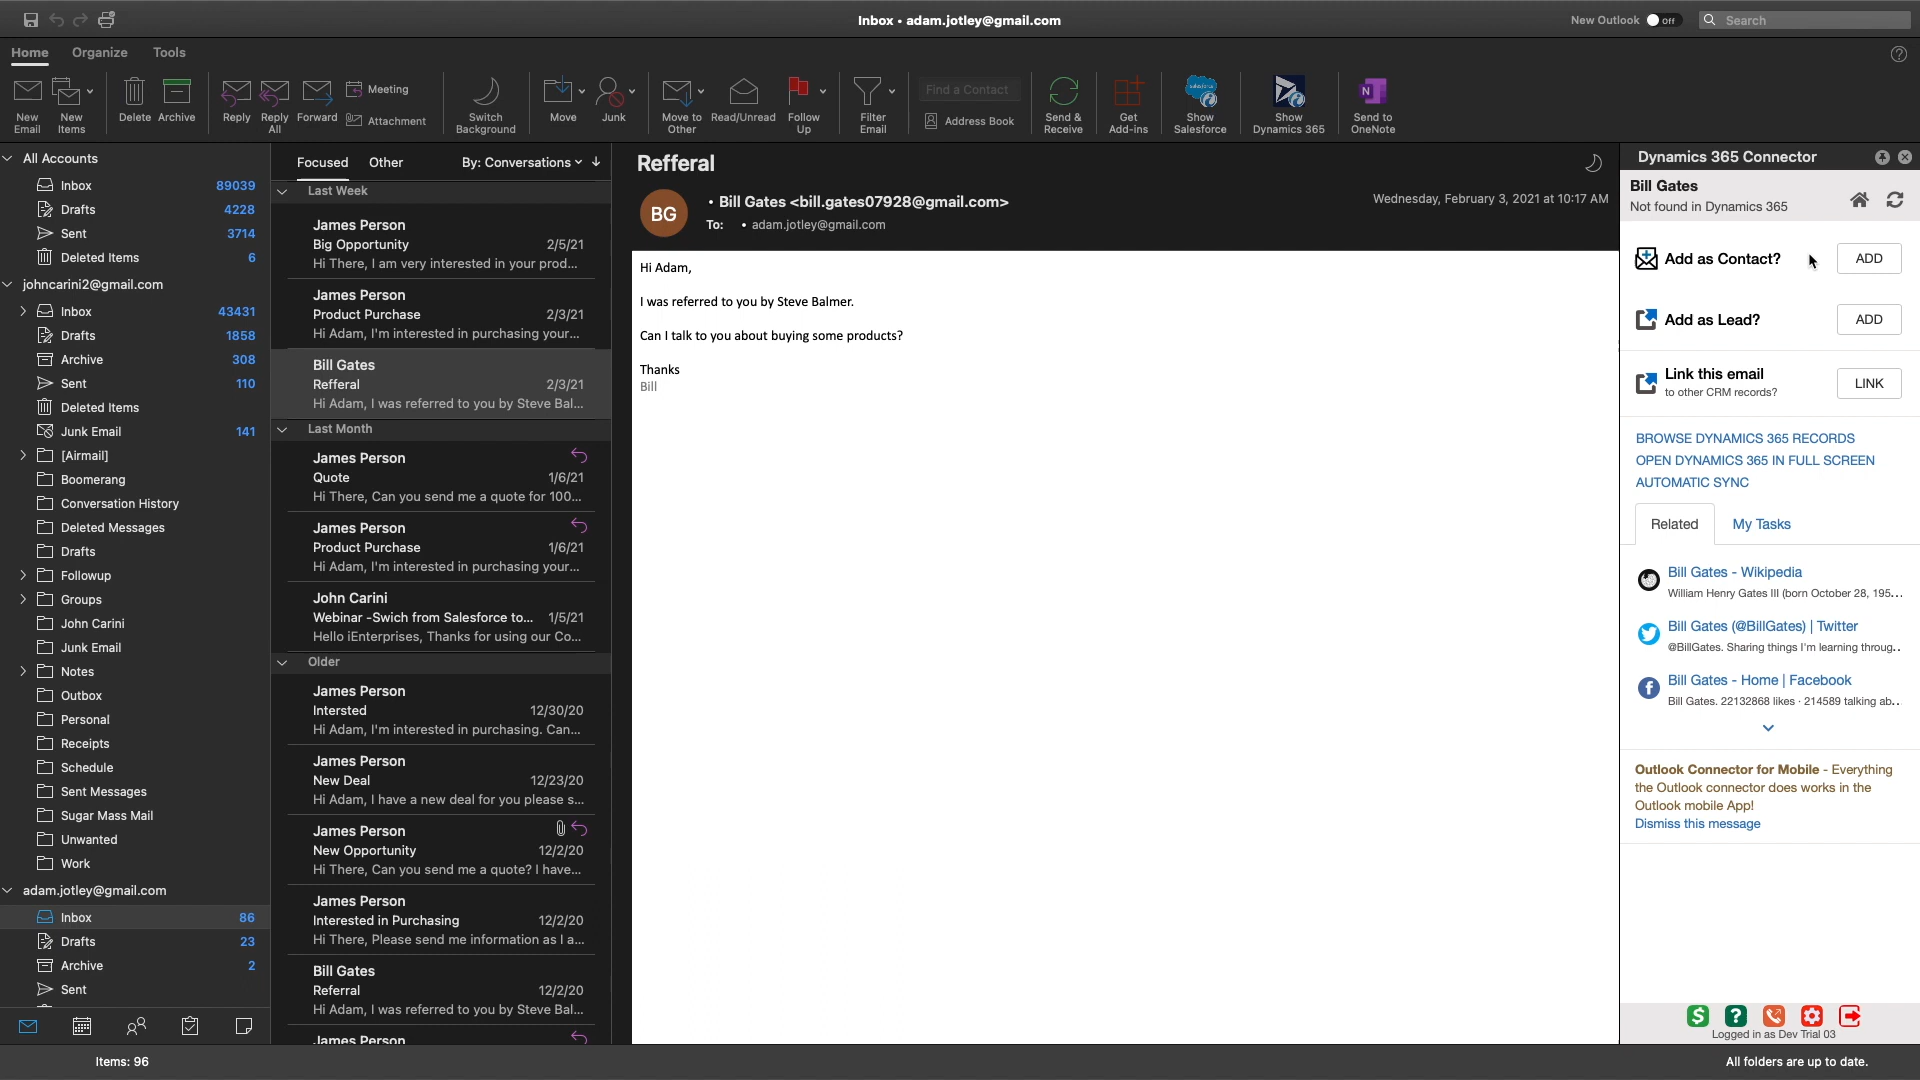 Inbox • adam.jotley@gmail.com
New Outlook
Off
Search
Home
Organize
Tools
New Email
New Items
Delete
Archive
Reply
Reply All
Forward
Meeting
Attachment
Switch Background
Move
Junk
Move to Other
Read/Unread
Follow Up
Filter Email
Find a Contact
Address Book
Send & Receive
Get Add-ins
salesforce
Show Salesforce
Show Dynamics 365
N
Send to OneNote
All Accounts
Inbox 89039
Drafts 4228
Sent 3714
Deleted Items 6
johncarini2@gmail.com
Inbox 43431
Drafts 1858
Archive 308
Sent 110
Deleted Items
Junk Email 141
[Airmail]
Boomerang
Conversation History
Deleted Messages
Drafts
Followup
Groups
John Carini
Junk Email
Notes
Outbox
Personal
Receipts
Schedule
Sent Messages
Sugar Mass Mail
Unwanted
Work
adam.jotley@gmail.com
Inbox 86
Drafts 23
Archive 2
Sent
Items: 96
Focused
Other
By: Conversations
Last Week
James Person
Big Opportunity 2/5/21
Hi There, I am very interested in your prod...
James Person
Product Purchase 2/3/21
Hi Adam, I'm interested in purchasing your...
Bill Gates
Refferal 2/3/21
Hi Adam, I was referred to you by Steve Bal...
Last Month
James Person
Quote 1/6/21
Hi There, Can you send me a quote for 100...
James Person
Product Purchase 1/6/21
Hi Adam, I'm interested in purchasing your...
John Carini
Webinar -Swich from Salesforce to... 1/5/21
Hello iEnterprises, Thanks for using our Co...
Older
James Person
Intersted 12/30/20
Hi Adam, I'm interested in purchasing. Can...
James Person
New Deal 12/23/20
Hi Adam, I have a new deal for you please s...
James Person
New Opportunity 12/2/20
Hi There, Can you send me a quote? I have...
James Person
Interested in Purchasing 12/2/20
Hi There, Please send me information as I a...
Bill Gates
Referral 12/2/20
Hi Adam, I was referred to you by Steve Bal...
James Person
Refferal
BG
• Bill Gates <bill.gates07928@gmail.com>
To: • adam.jotley@gmail.com
Wednesday, February 3, 2021 at 10:17 AM
Hi Adam,
I was referred to you by Steve Balmer.
Can I talk to you about buying some products?
Thanks
Bill
Dynamics 365 Connector
Bill Gates
Not found in Dynamics 365
Add as Contact?
ADD
Add as Lead?
ADD
Link this email
to other CRM records?
LINK
BROWSE DYNAMICS 365 RECORDS
OPEN DYNAMICS 365 IN FULL SCREEN
AUTOMATIC SYNC
Related
My Tasks
Bill Gates - Wikipedia
William Henry Gates III (born October 28, 195...
Bill Gates (@BillGates) | Twitter
@BillGates. Sharing things I'm learning throug...
Bill Gates - Home | Facebook
Bill Gates. 22132868 likes · 214589 talking ab...
Outlook Connector for Mobile - Everything
the Outlook connector does works in the
Outlook mobile App!
Dismiss this message
Logged in as Dev Trial 03
All folders are up to date.